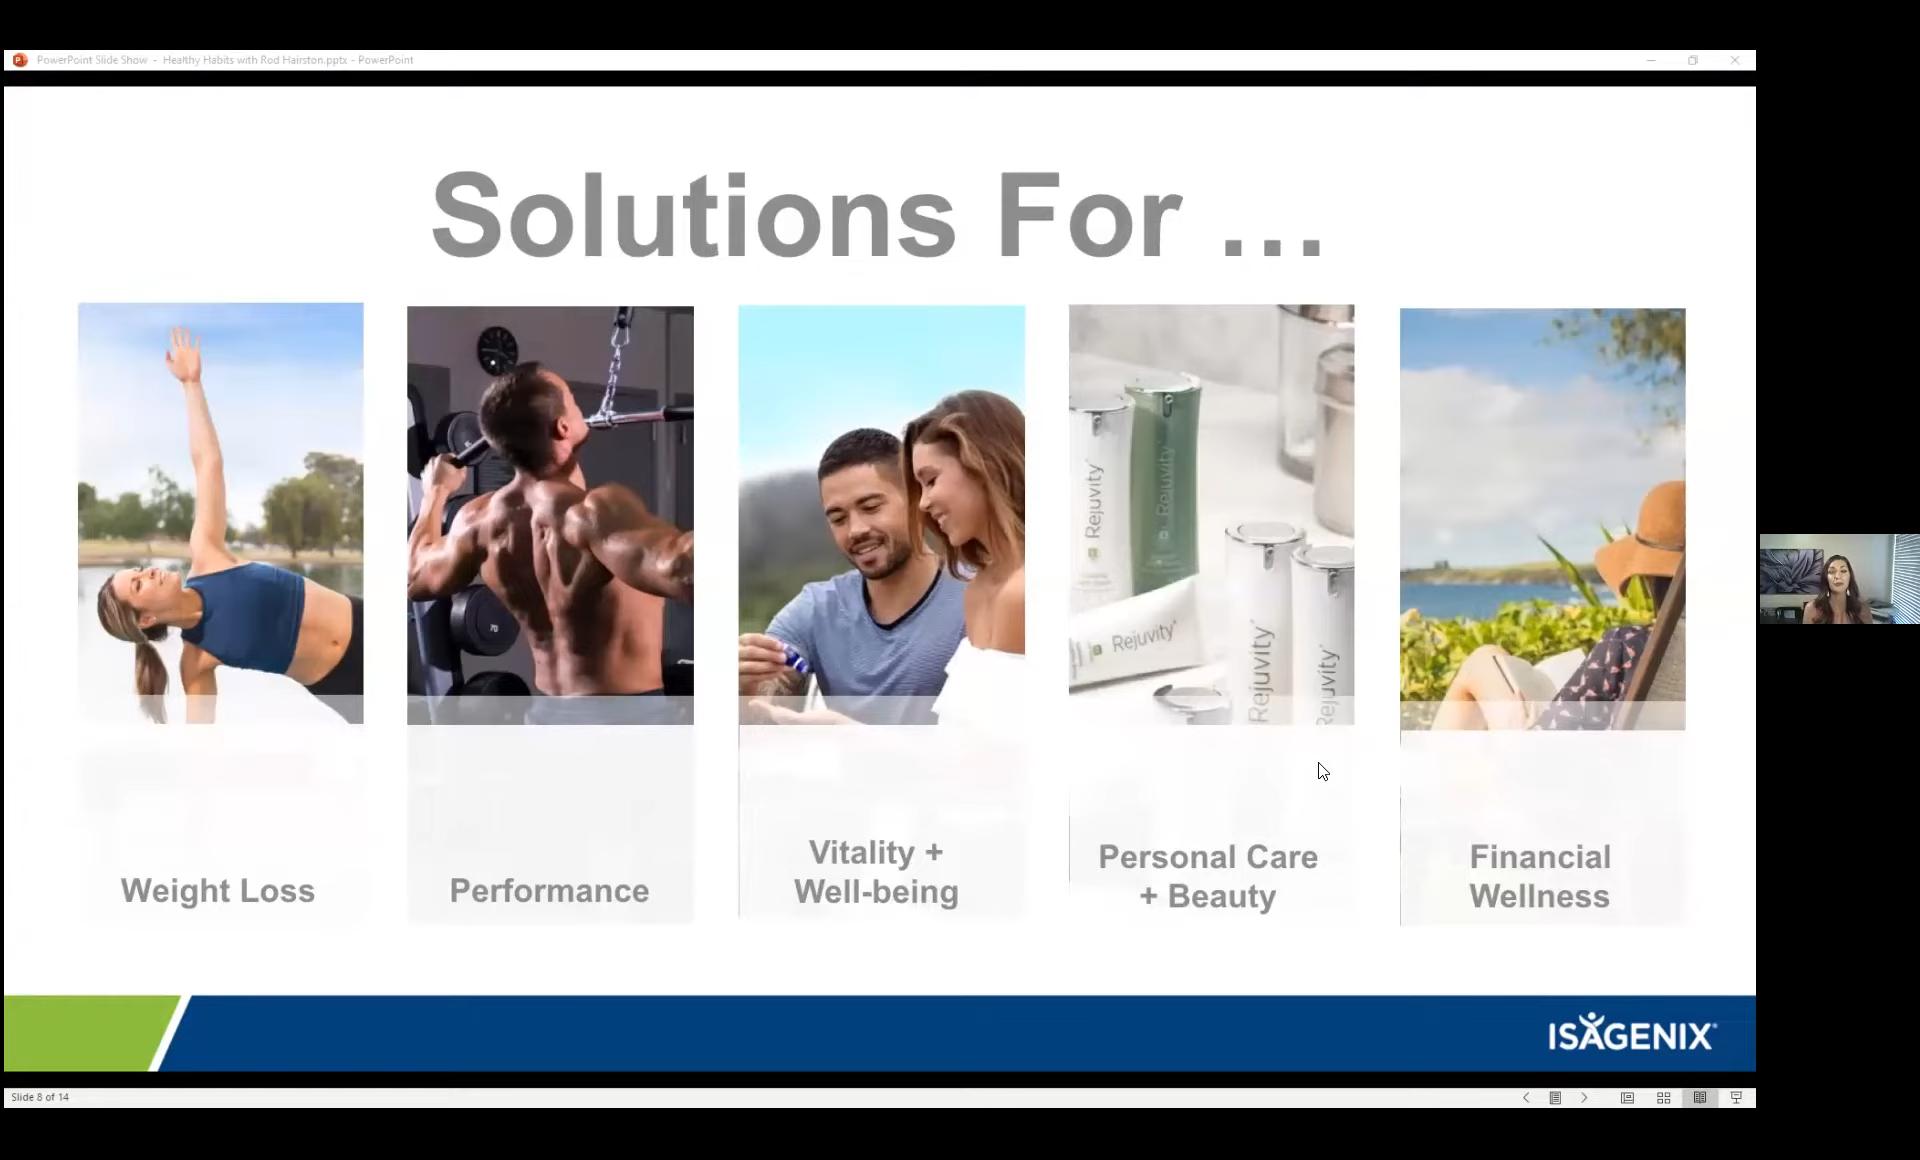 PowerPoint Slide Show - Healthy Habits with Rod Hairston.pptx - PowerPoint
Solutions For ...
70
Rejuvity
Rejuvity
Rejuvity
Rejuvity
Rejuvity
Weight Loss
Performance
Vitality +
Well-being
Personal Care
+ Beauty
Financial
Wellness
ISAGENIX
Slide 8 of 14